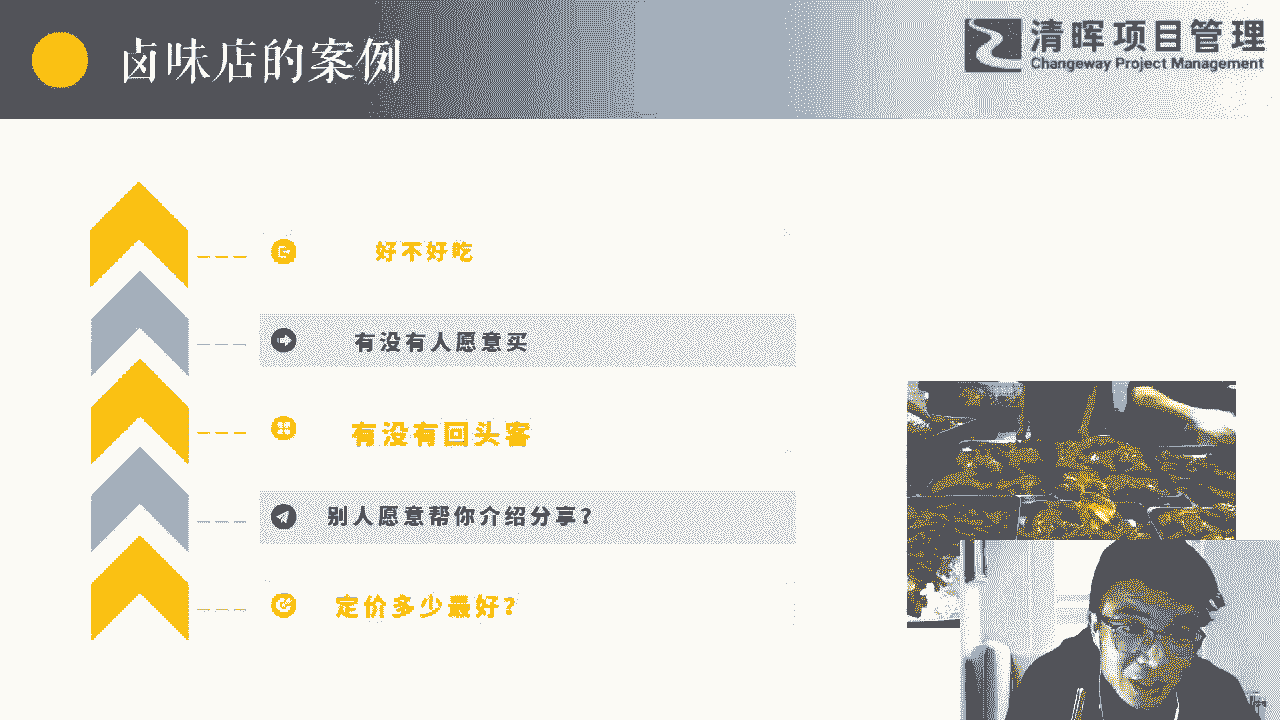 卤味店的案例
清晖项目管理
Changeway Project Management
好不好吃
有没有人愿意买
有没有回头客
别人愿意帮你介绍分享?
定价多少最好?